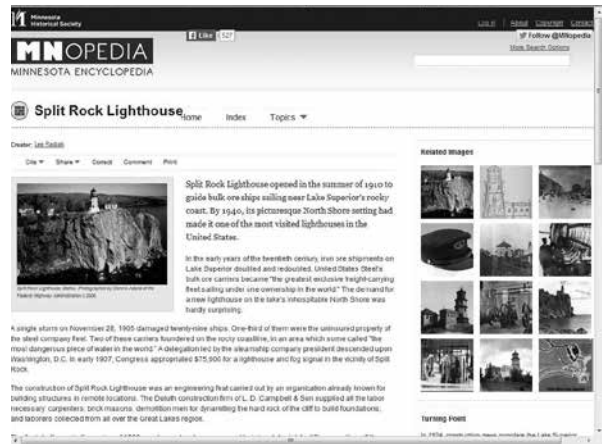 Minnesota
Historical Society
Log in | About Copyright Contact
Like 527
Follow @MNopedia
More Search Options
MNOPEDIA
MINNESOTA ENCYCLOPEDIA
Split Rock Lighthouse
Home Index Topics
Creator:
Cite Share Correct Comment Print
Related Images
Split Rock Lighthouse opened in the summer of 1910 to
guide bulk ore ships sailing near Lake Superior's rocky
coast. By 1940, its picturesque North Shore setting had
made it one of the most visited lighthouses in the
United States.
In the early years of the twentieth century, iron ore shipments on
Lake Superior doubled and redoubled. United States Steel's
bulk ore carriers became "the greatest exclusive freight-carrying
fleet sailing under one ownership in the world." The demand for
a new lighthouse on the lake's inhospitable North Shore was
hardly surprising.
A single storm on November 28, 1905 damaged twenty-nine ships. One-third of them were the uninsured property of
the steel company fleet. Two of these carriers foundered on the rocky coastline, in an area which some called "the
most dangerous piece of water in the world." A delegation led by the steamship company president descended upon
Washington, D.C. In early 1907, Congress appropriated $75,000 for a lighthouse and fog signal in the vicinity of Split
Rock.
The construction of Split Rock Lighthouse was an engineering feat carried out by an organization already known for
building structures in remote locations. The Duluth construction firm of L. D. Campbell & Son supplied all the labor
necessary: carpenters, brick masons, demolition men for dynamiting the hard rock of the cliff to build foundations,
and laborers collected from all over the Great Lakes region.
Turning Point